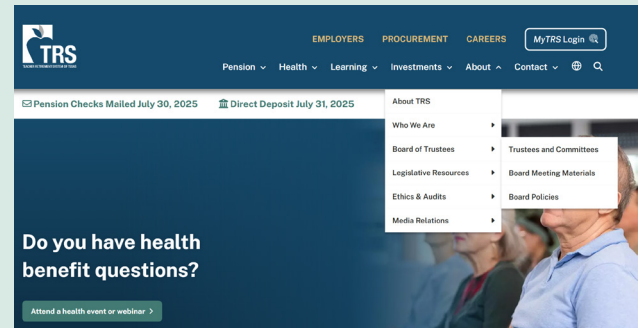 TRS
TEACHER RETIREMENT SYSTEM OF TEXAS
EMPLOYERS PROCUREMENT CAREERS MyTRS Login
Pension Health Learning Investments About Contact
Pension Checks Mailed July 30, 2025 Direct Deposit July 31, 2025
About TRS
Who We Are
Board of Trustees
Legislative Resources
Ethics & Audits
Media Relations
Trustees and Committees
Board Meeting Materials
Board Policies
Do you have health
benefit questions?
Attend a health event or webinar